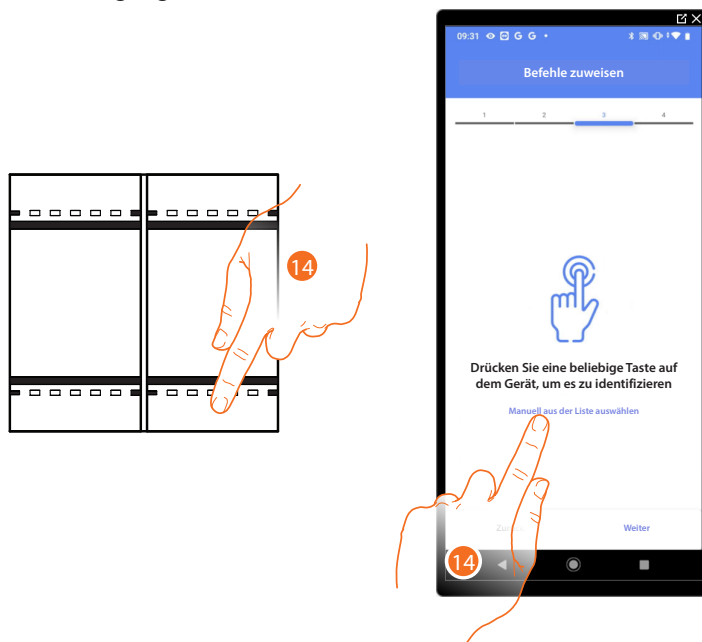 09:31 G G
Befehle zuweisen
1 2 3 4
14
Drücken Sie eine beliebige Taste auf
dem Gerät, um es zu identifizieren
Manuell aus der Liste auswählen
Weiter
14